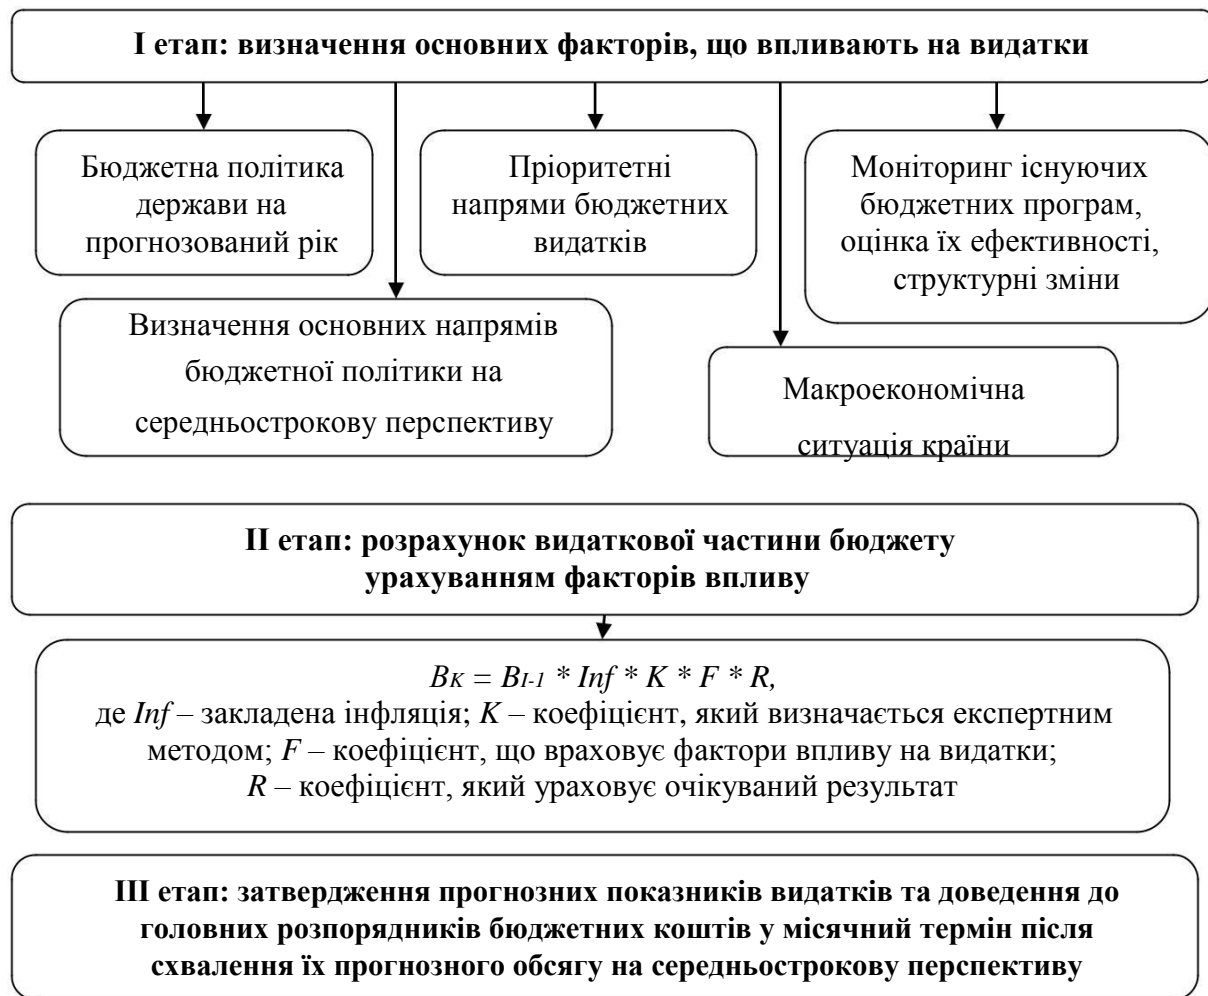 І етап: визначення основних факторів, що впливають на видатки
Бюджетна політика
держави на
прогнозований рік
Пріоритетні
напрями бюджетних
видатків
Моніторинг існуючих
бюджетних програм,
оцінка їх ефективності,
структурні зміни
Визначення основних напрямів
бюджетної політики на
середньострокову перспективу
Макроекономічна
ситуація країни
ІІ етап: розрахунок видаткової частини бюджету
урахуванням факторів впливу
BK = BI-1 * Inf * K * F * R,
де Inf – закладена інфляція; K – коефіцієнт, який визначається експертним
методом; F – коефіцієнт, що враховує фактори впливу на видатки;
R – коефіцієнт, який ураховує очікуваний результат
ІІІ етап: затвердження прогнозних показників видатків та доведення до
головних розпорядників бюджетних коштів у місячний термін після
схвалення їх прогнозного обсягу на середньострокову перспективу